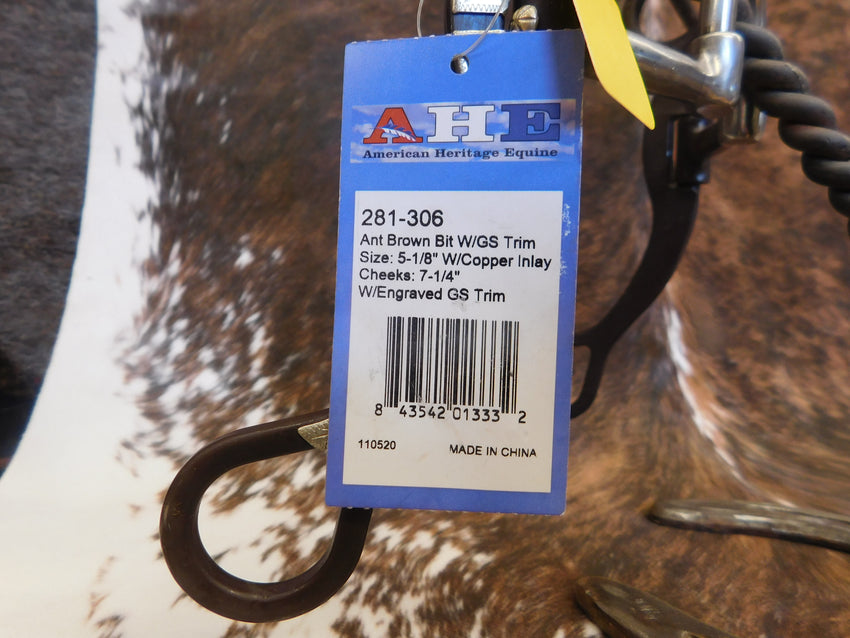 AHE
American Heritage Equine
281-306
Ant Brown Bit W/GS Trim
Size: 5-1/8" W/Copper Inlay
Cheeks: 7-1/4"
W/Engraved GS Trim
8 43542 01333 2
110520 MADE IN CHINA